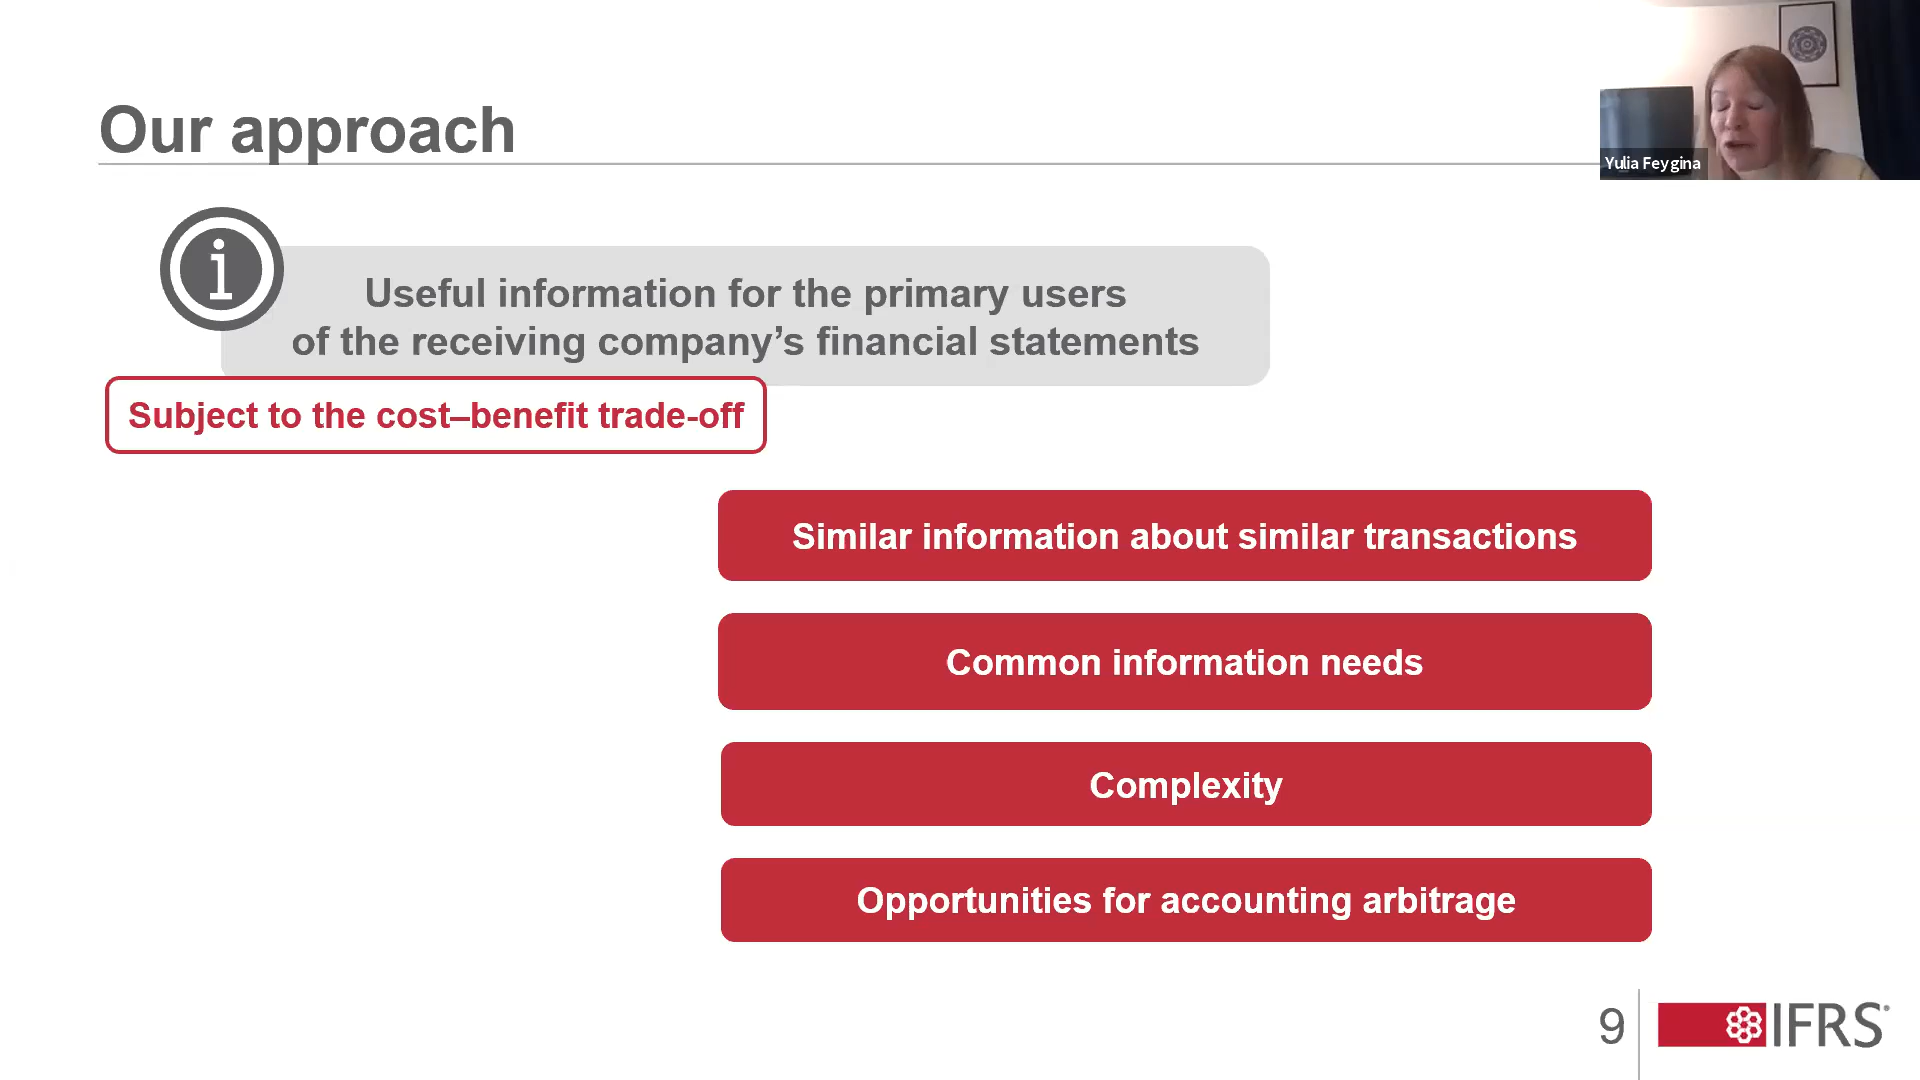 Our approach
Yulia Feygina
i
Useful information for the primary users
of the receiving company’s financial statements
Subject to the cost–benefit trade-off
Similar information about similar transactions
Common information needs
Complexity
Opportunities for accounting arbitrage
9
IFRS®